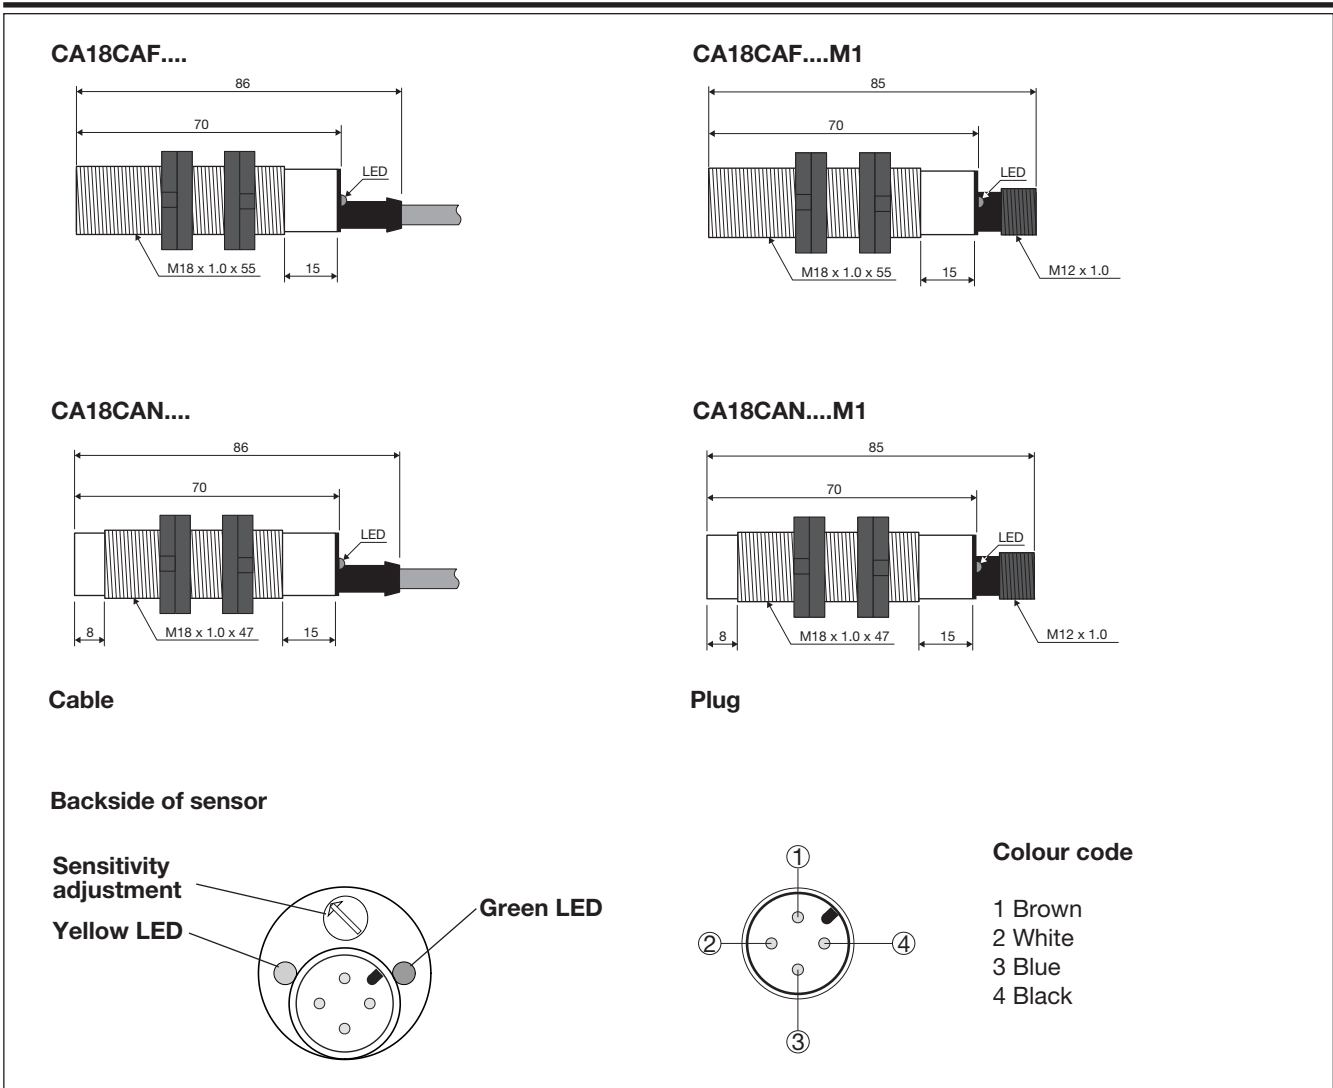 CA18CAF....
86
70
LED
M18 x 1.0 x 55
15
CA18CAF....M1
85
70
LED
M18 x 1.0 x 55
15
M12 x 1.0
CA18CAN....
86
70
LED
8
M18 x 1.0 x 47
15
CA18CAN....M1
85
70
LED
8
M18 x 1.0 x 47
15
M12 x 1.0
Cable
Plug
Backside of sensor
Sensitivity
adjustment
Yellow LED
Green LED
1
2
4
3
Colour code
1 Brown
2 White
3 Blue
4 Black